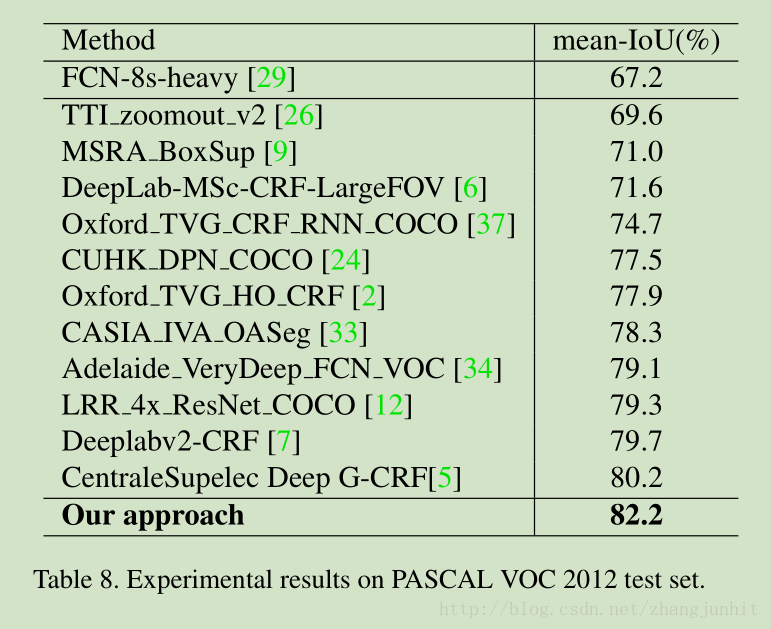 Method mean-IoU(%)
FCN-8s-heavy [29] 67.2
TTI_zoomout_v2 [26] 69.6
MSRA_BoxSup [9] 71.0
DeepLab-MSc-CRF-LargeFOV [6] 71.6
Oxford_TVG_CRF_RNN_COCO [37] 74.7
CUHK_DPN_COCO [24] 77.5
Oxford_TVG_HO_CRF [2] 77.9
CASIA_IVA_OASeg [33] 78.3
Adelaide_VeryDeep_FCN_VOC [34] 79.1
LRR_4x_ResNet_COCO [12] 79.3
Deeplabv2-CRF [7] 79.7
CentraleSupelec Deep G-CRF[5] 80.2
Our approach 82.2
Table 8. Experimental results on PASCAL VOC 2012 test set.
http://blog.csdn.net/zhangjunhit